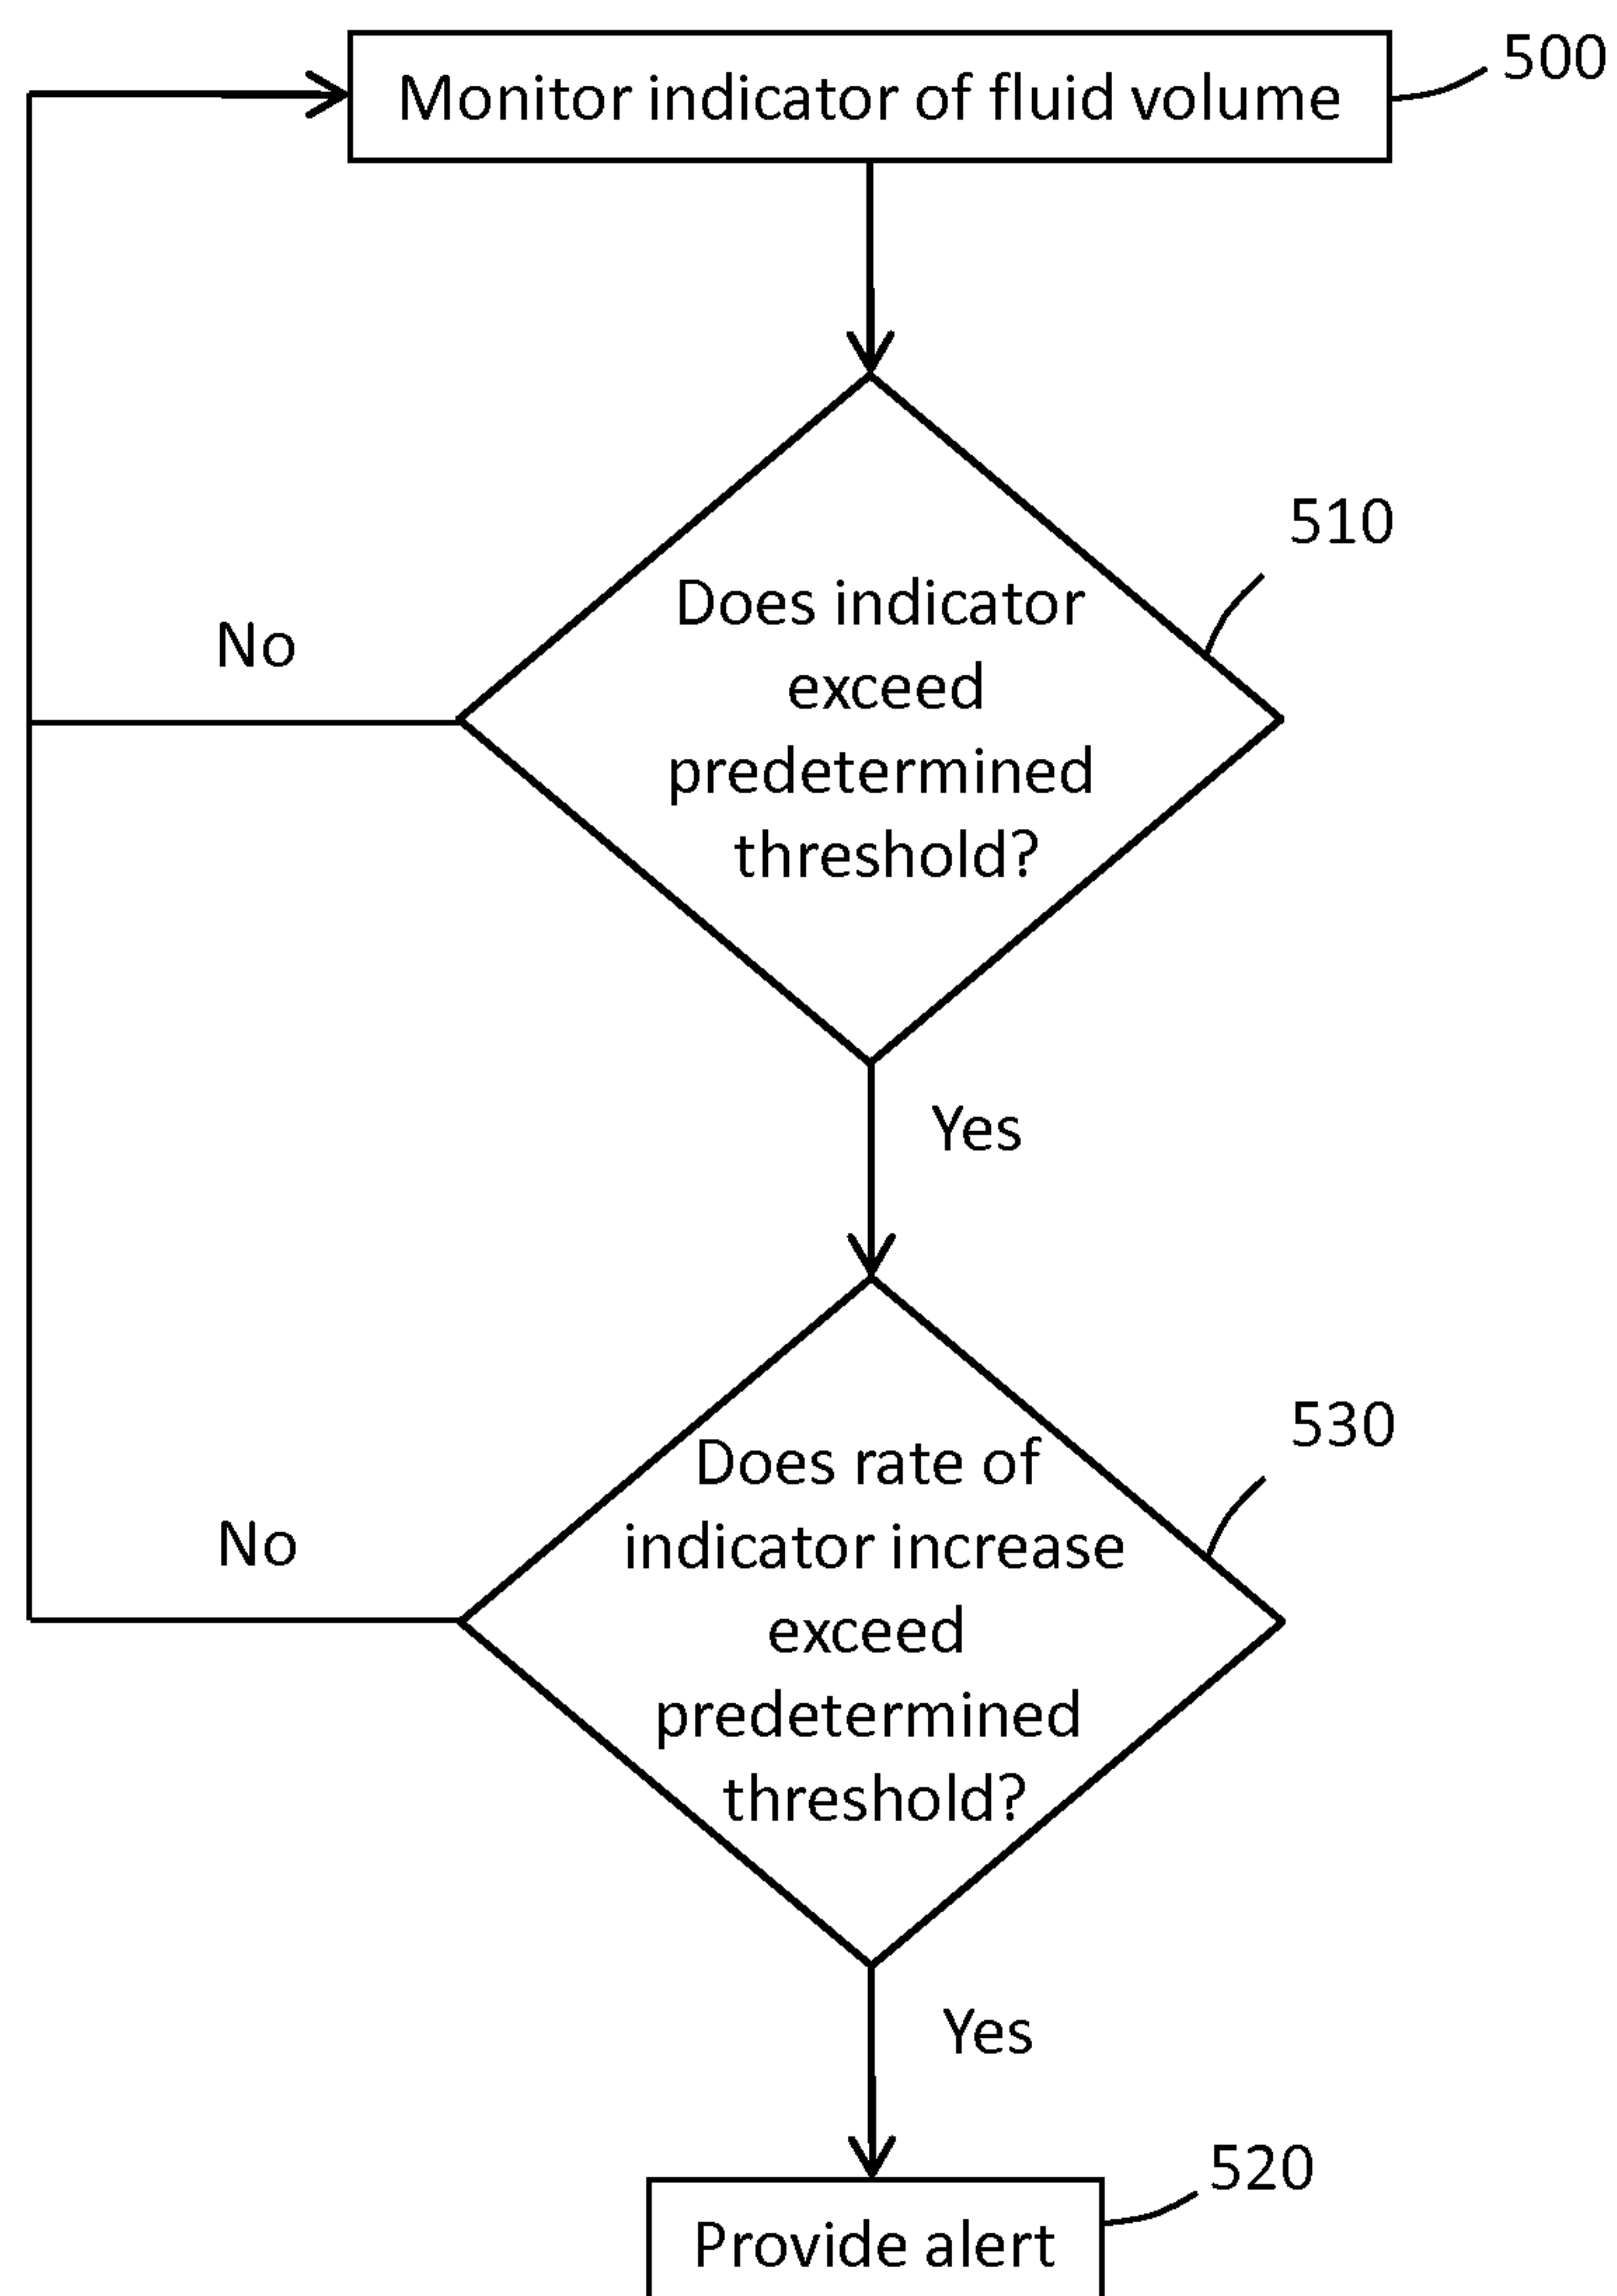 Monitor indicator of fluid volume
500
510
Does indicator
exceed
predetermined
threshold?
No
Yes
530
Does rate of
indicator increase
exceed
predetermined
threshold?
No
Yes
520
Provide alert